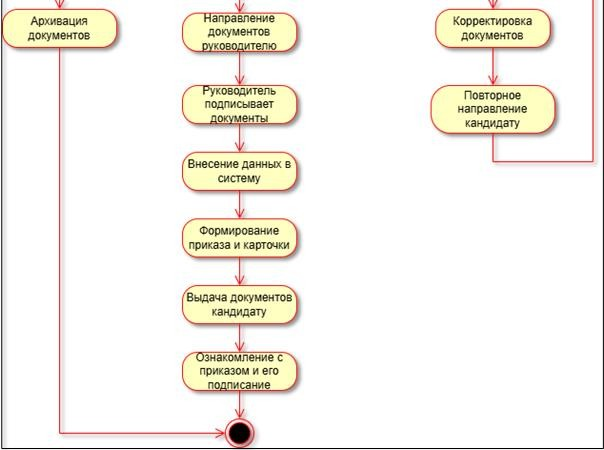 Архивация
документов
Направление
документов
руководителю
Корректировка
документов
Руководитель
подписывает
документы
Повторное
направление
кандидату
Внесение данных в
систему
Формирование
приказа и карточки
Выдача документов
кандидату
Ознакомление с
приказом и его
подписание